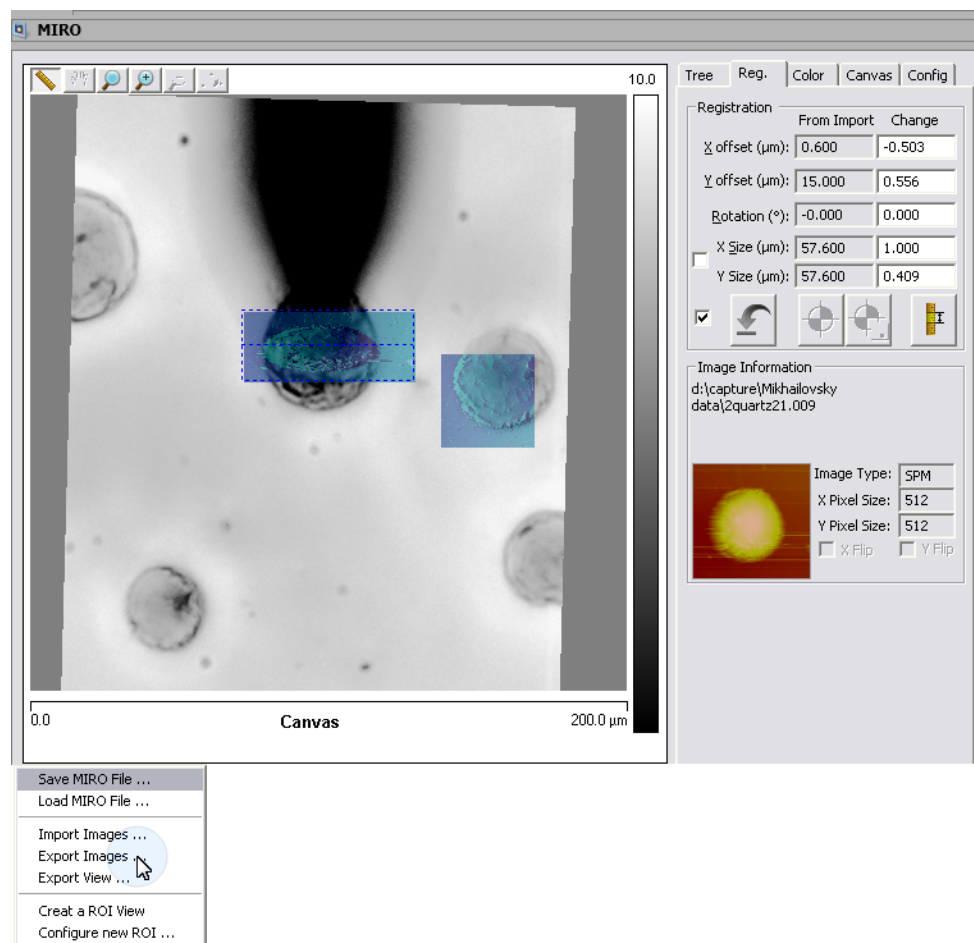 MIRO
10.0
Tree Reg. Color Canvas Config
Registration
From Import Change
X offset (µm): 0.600 -0.503
Y offset (µm): 15.000 0.556
Rotation (°): -0.000 0.000
X Size (µm): 57.600 1.000
Y Size (µm): 57.600 0.409
Image Information
d:\capture\Mikhailovsky
data\2quartz21.009
Image Type: SPM
X Pixel Size: 512
Y Pixel Size: 512
X Flip Y Flip
0.0 Canvas 200.0 µm
Save MIRO File ...
Load MIRO File ...
Import Images ...
Export Images ...
Export View ...
Creat a ROI View
Configure new ROI ...